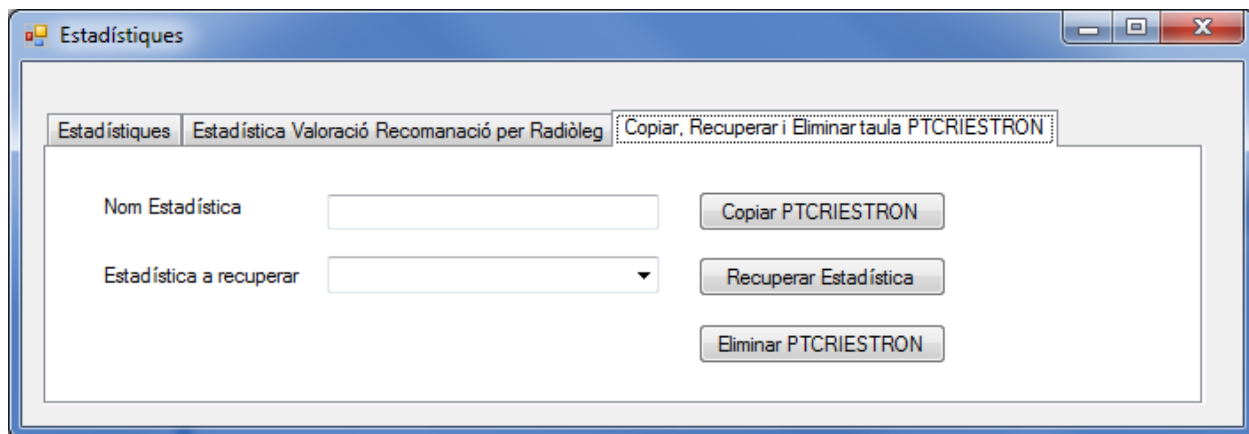 Estadístiques
Estadístiques
Estadística Valoració Recomanació per Radiòleg
Copiar, Recuperar i Eliminar taula PTCRIESTRON
Nom Estadística
Copiar PTCRIESTRON
Estadística a recuperar
Recuperar Estadística
Eliminar PTCRIESTRON